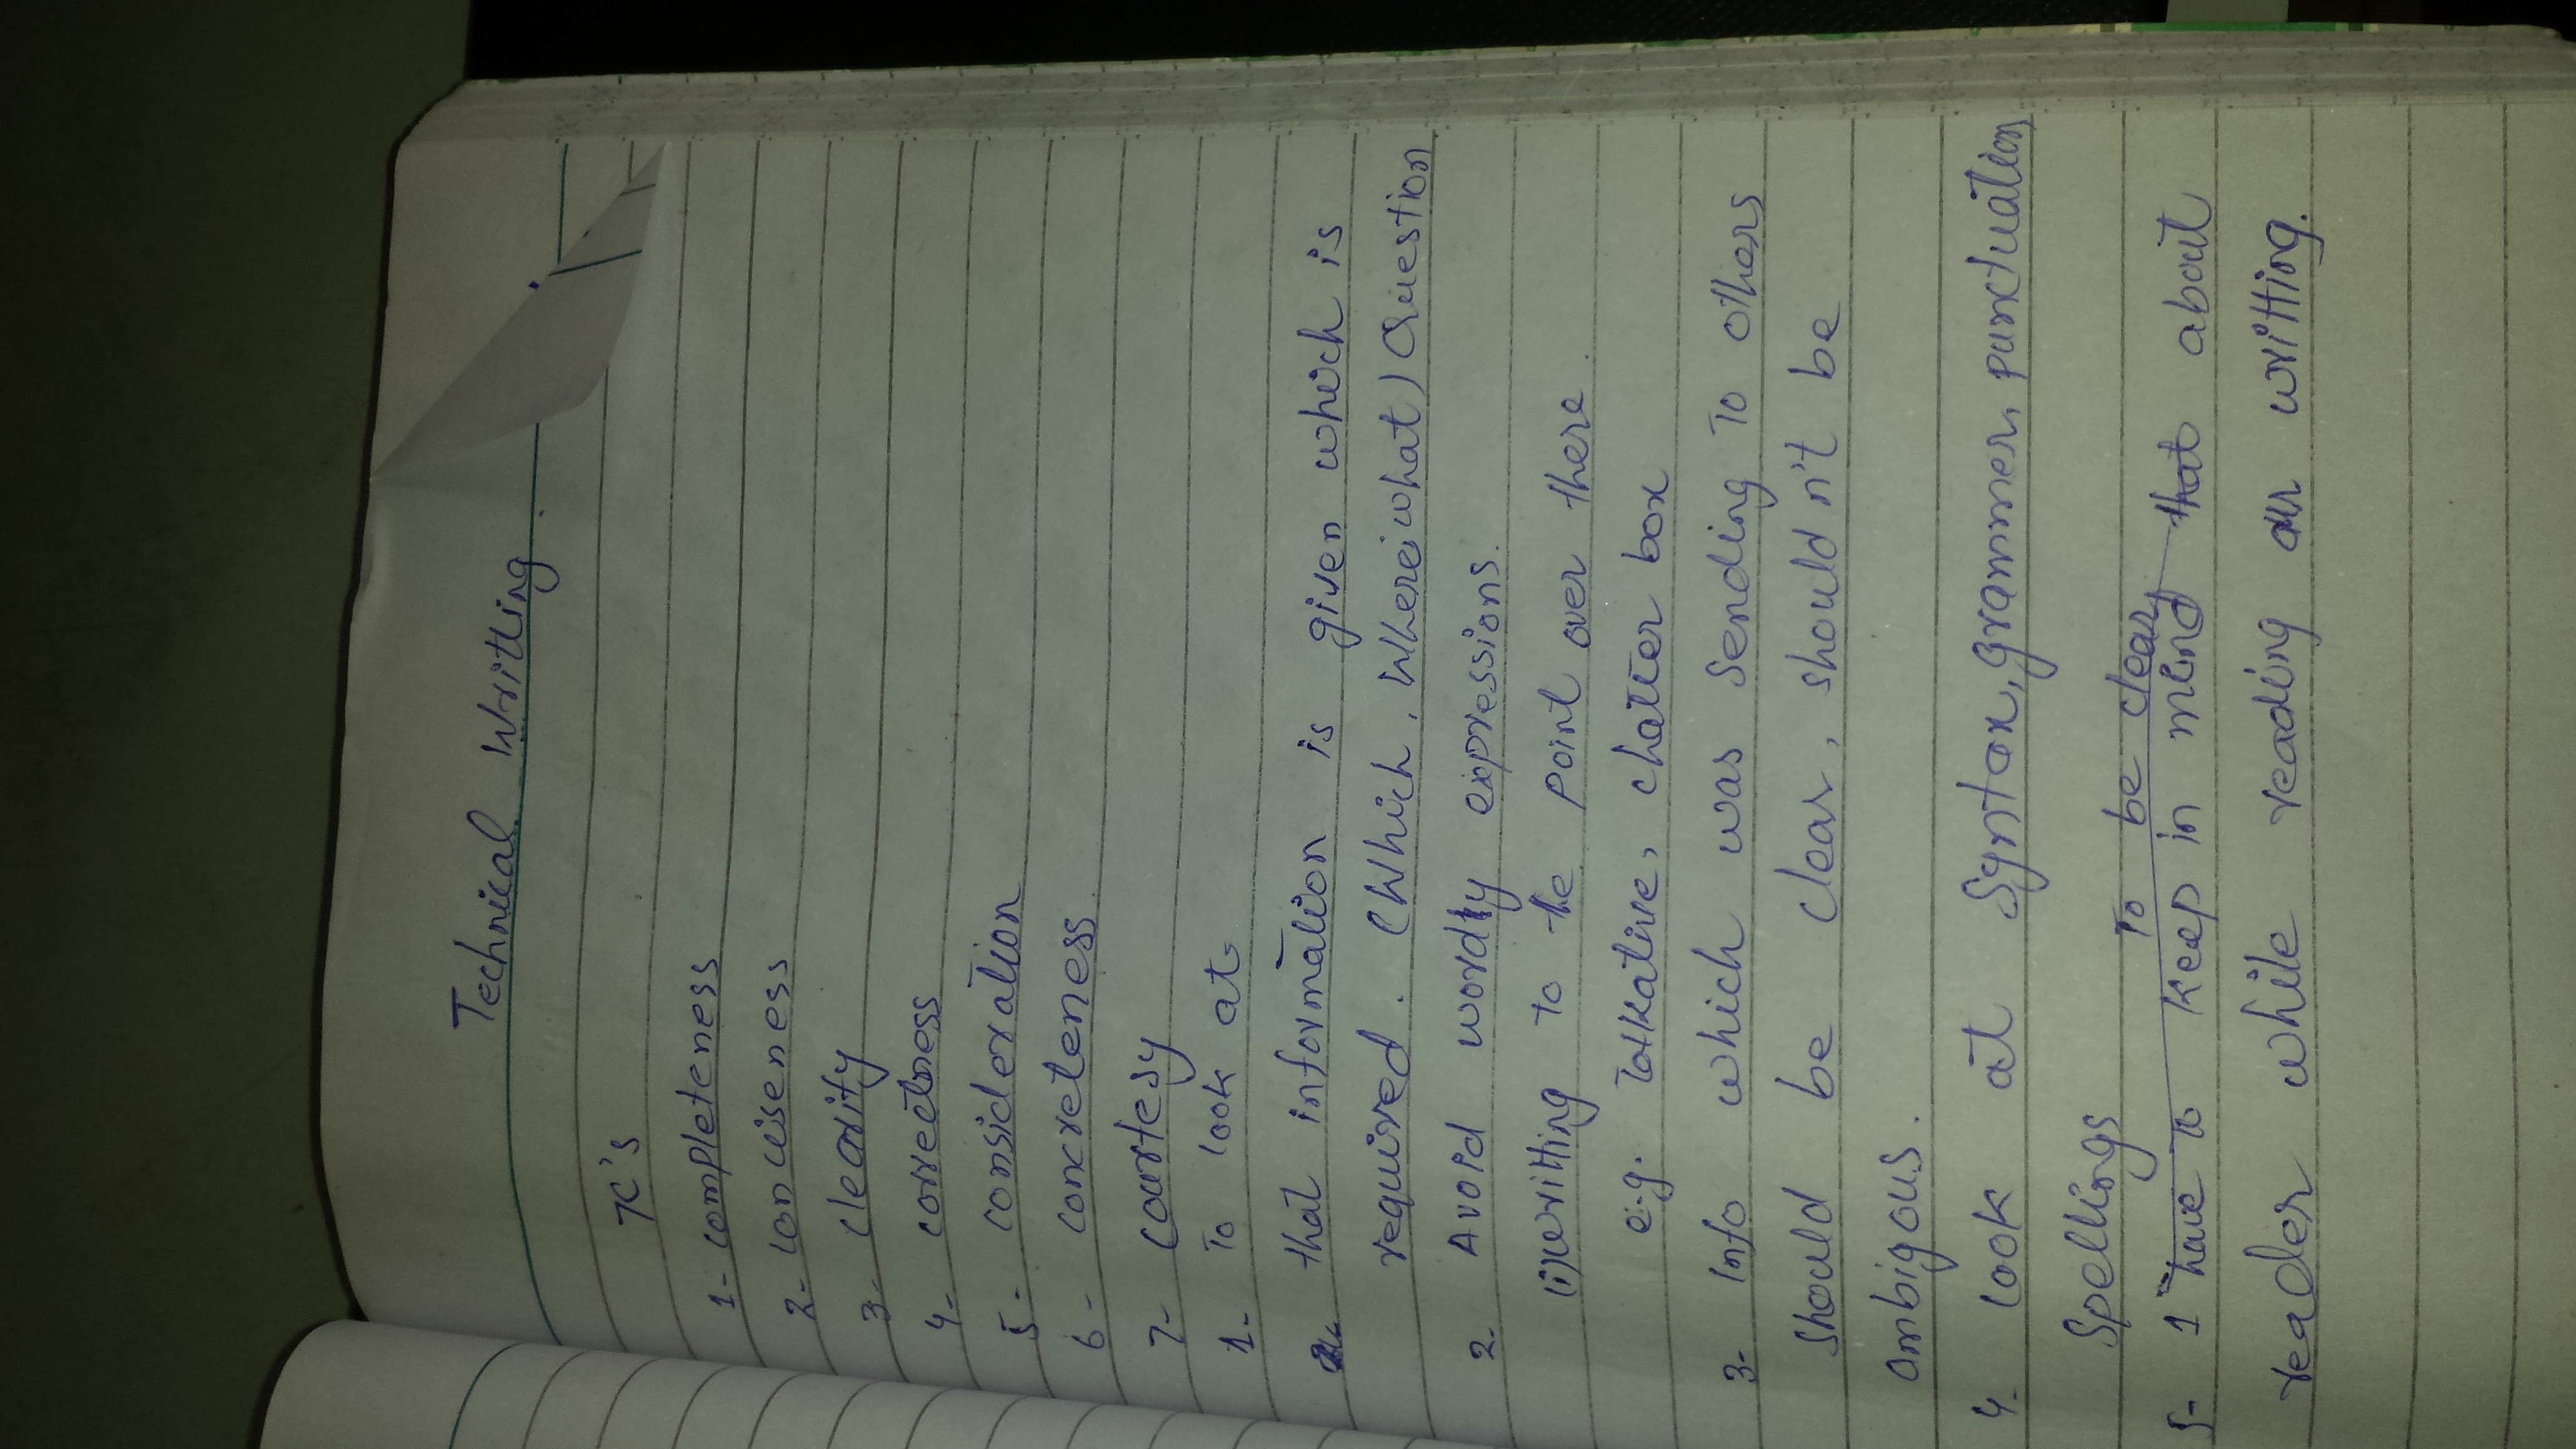 Technical Writting
7C's
1- completeness
2- conciseness
3- clearity
4- correctness
5- consideration
6- concreteness
7- courtesy
1- To look at
that information is given which is
required. (Which, Where, what) Question
2. Avoid wordly expressions.
(i) writting to the point over there.
e.g. Talkative, chatter box
3- Info which was sending To others
should be clear, shouldn't be
ambigous.
4- look at Syntax, grammer, punctuation
Spellings
To be clear,
5- I have to keep in mind that about
reader while reading our writting.